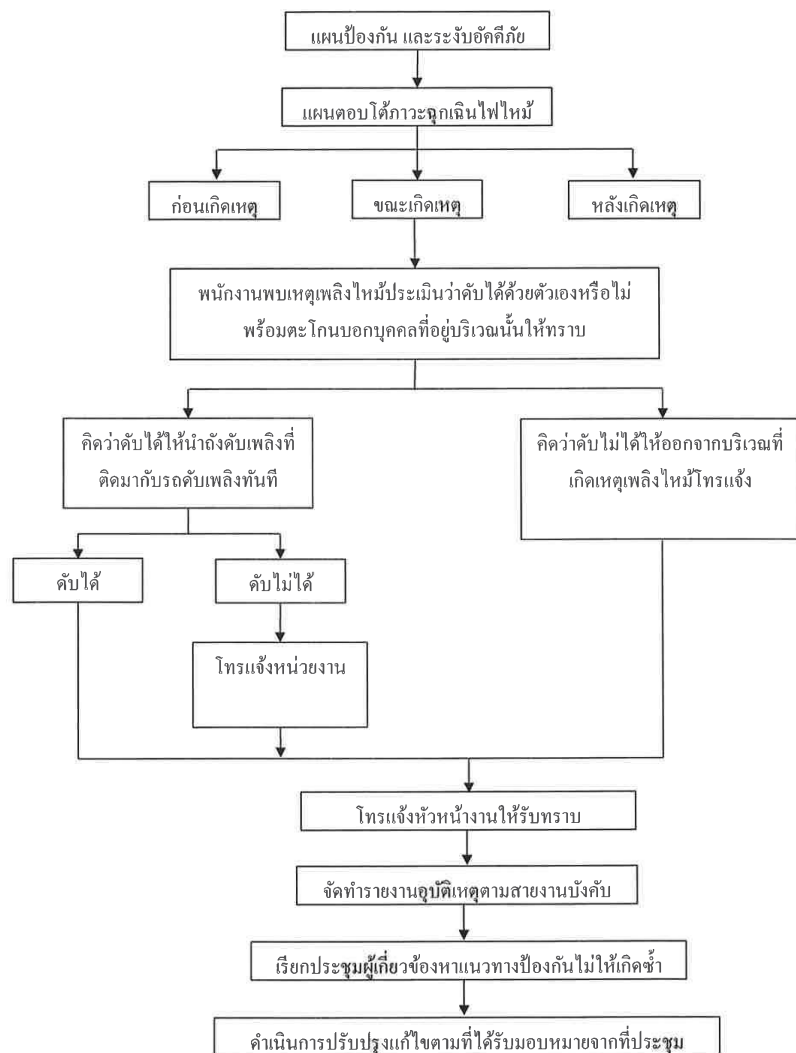 แผนป้องกัน และระงับอัคคีภัย
แผนตอบโต้ภาวะฉุกเฉินไฟไหม้
ก่อนเกิดเหตุ
ขณะเกิดเหตุ
หลังเกิดเหตุ
พนักงานพบเหตุเพลิงไหม้ประเมินว่าดับได้ด้วยตัวเองหรือไม่
พร้อมตะโกนบอกบุคคลที่อยู่บริเวณนั้นให้ทราบ
คิดว่าดับได้ให้นำถังดับเพลิงที่
ติดมากับรถดับเพลิงทันที
คิดว่าดับไม่ได้ให้ออกจากบริเวณที่
เกิดเหตุเพลิงไหม้โทรแจ้ง
ดับได้
ดับไม่ได้
โทรแจ้งหน่วยงาน
โทรแจ้งหัวหน้างานให้รับทราบ
จัดทำรายงานอุบัติเหตุตามสายงานบังคับ
เรียกประชุมผู้เกี่ยวข้องหาแนวทางป้องกันไม่ให้เกิดซ้ำ
ดำเนินการปรับปรุงแก้ไขตามที่ได้รับมอบหมายจากที่ประชุม